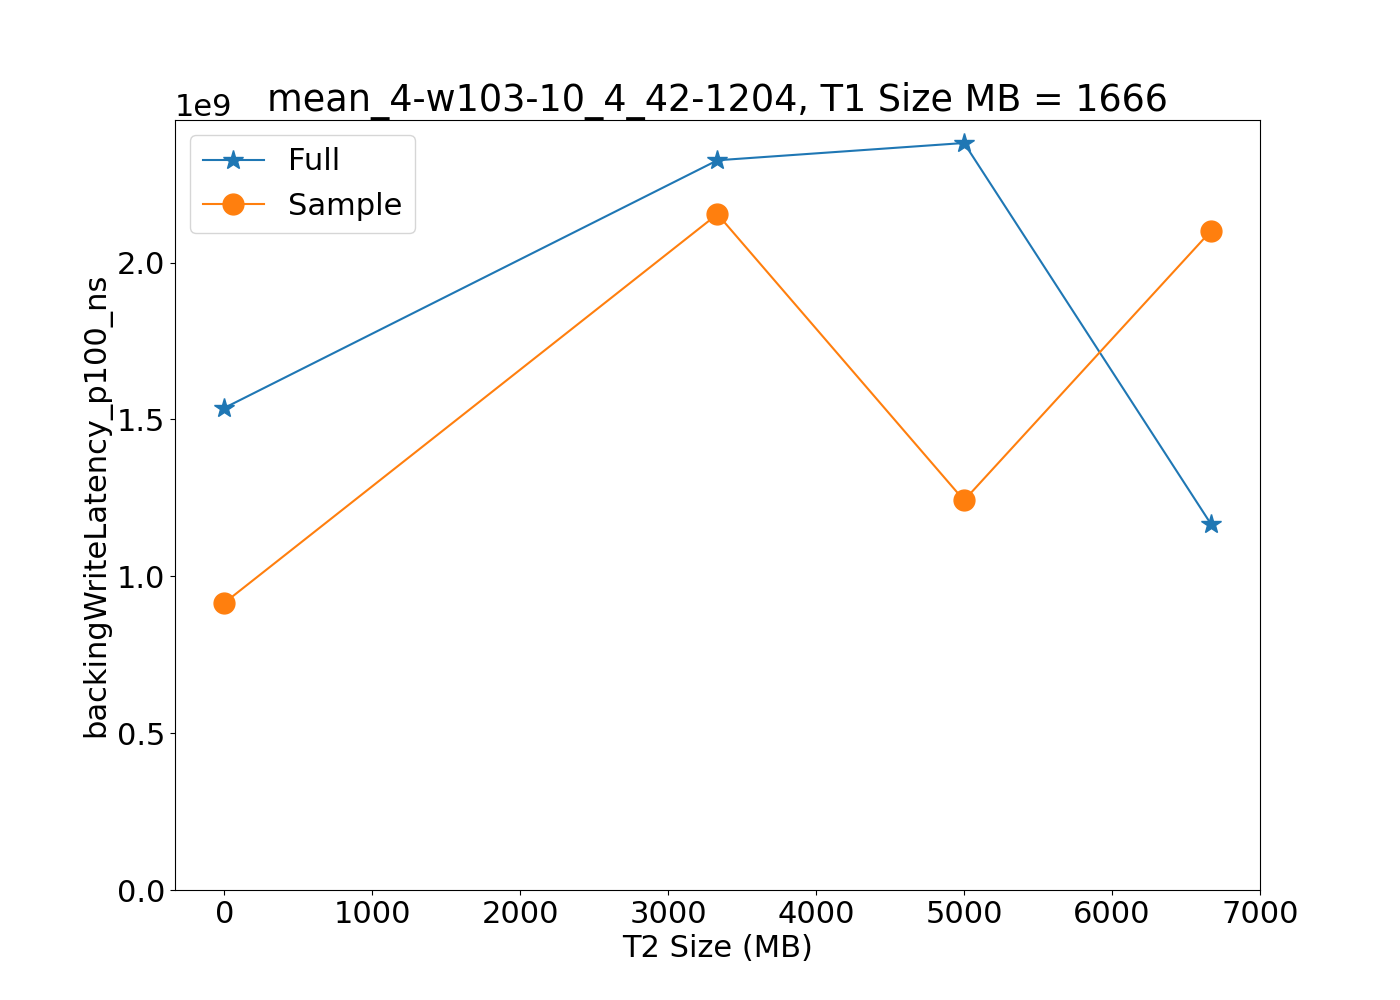 1e9
mean_4-w103-10_4_42-1204, T1 Size MB = 1666
Full
Sample
backingWriteLatency_p100_ns
2.0
1.5
1.0
0.5
0.0
0 1000 2000 3000 4000 5000 6000 7000
T2 Size (MB)